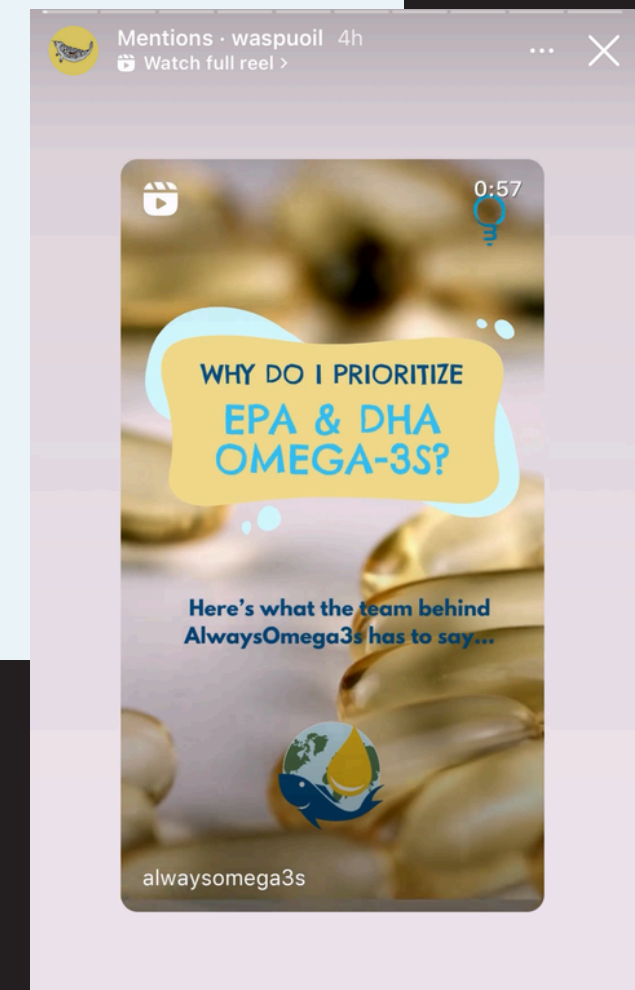 Mentions · waspuoil 4h
Watch full reel >
0:57
WHY DO I PRIORITIZE
EPA & DHA
OMEGA-3S?
Here's what the team behind
AlwaysOmega3s has to say...
alwaysomega3s